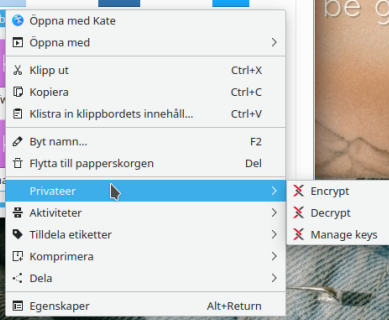 be g
Öppna med Kate
Öppna med
Klipp ut Ctrl+X
Kopiera Ctrl+C
Klistra in klippbordets innehåll... Ctrl+V
Byt namn... F2
Flytta till papperskorgen Del
Privateer
Encrypt
Aktiviteter
Decrypt
Tilldela etiketter
Manage keys
Komprimera
Dela
Egenskaper Alt+Return